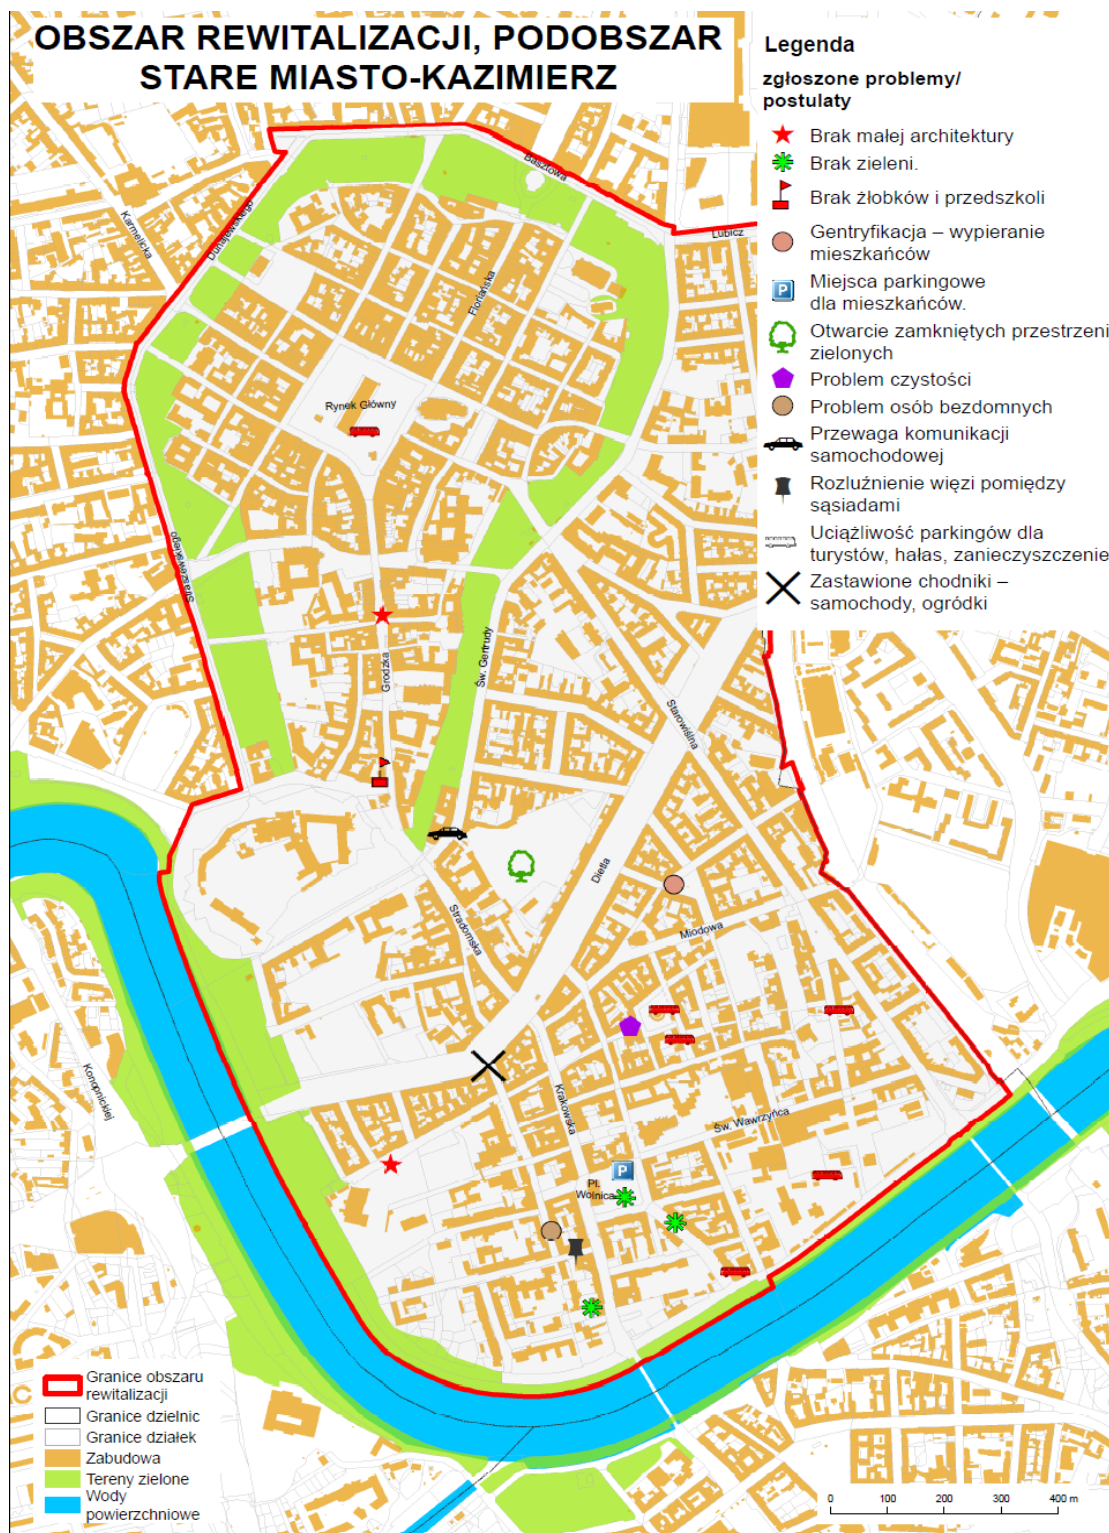 OBSZAR REWITALIZACJI, PODOBSZAR
STARE MIASTO-KAZIMIERZ
Legenda
zgłoszone problemy/
postulaty
Brak małej architektury
Brak zieleni.
Brak żłobków i przedszkoli
Gentryfikacja – wypieranie
mieszkańców
P
Miejsca parkingowe
dla mieszkańców.
Otwarcie zamkniętych przestrzeni
zielonych
Problem czystości
Problem osób bezdomnych
Przewaga komunikacji
samochodowej
Rozluźnienie więzi pomiędzy
sąsiadami
Uciążliwość parkingów dla
turystów, hałas, zanieczyszczenie
Zastawione chodniki –
samochody, ogródki
Basztowa
Lubicz
Karmelicka
Dunajewskiego
Floriańska
Rynek Główny
Straszewskiego
Św. Gertrudy
Grodzka
Starowiślna
Dietla
Stradomska
Miodowa
Konopnickiej
Krakowska
Św. Wawrzyńca
P
Pl.
Wolnica
Granice obszaru
rewitalizacji
Granice dzielnic
Granice działek
Zabudowa
Tereny zielone
Wody
powierzchniowe
0 100 200 300 400 m